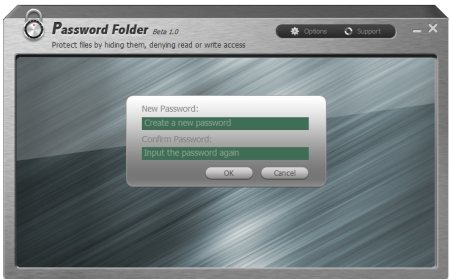 Password Folder Beta 1.0
Options
Support
Protect files by hiding them, denying read or write access
New Password:
Create a new password
Confirm Password:
Input the password again
OK
Cancel